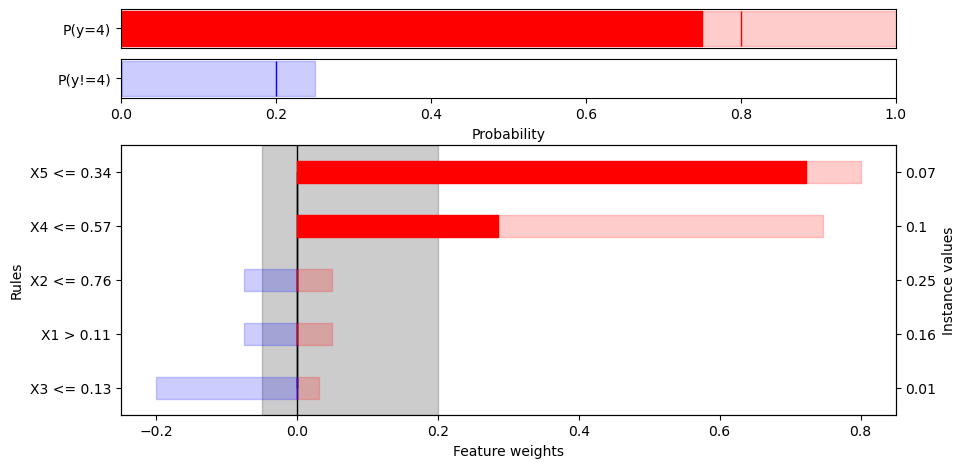 P(y=4)
P(y!=4)
0.0 0.2 0.4 0.6 0.8 1.0
Probability
X5 <= 0.34 0.07
X4 <= 0.57 0.1
X2 <= 0.76 0.25
X1 > 0.11 0.16
X3 <= 0.13 0.01
Rules
Instance values
−0.2 0.0 0.2 0.4 0.6 0.8
Feature weights